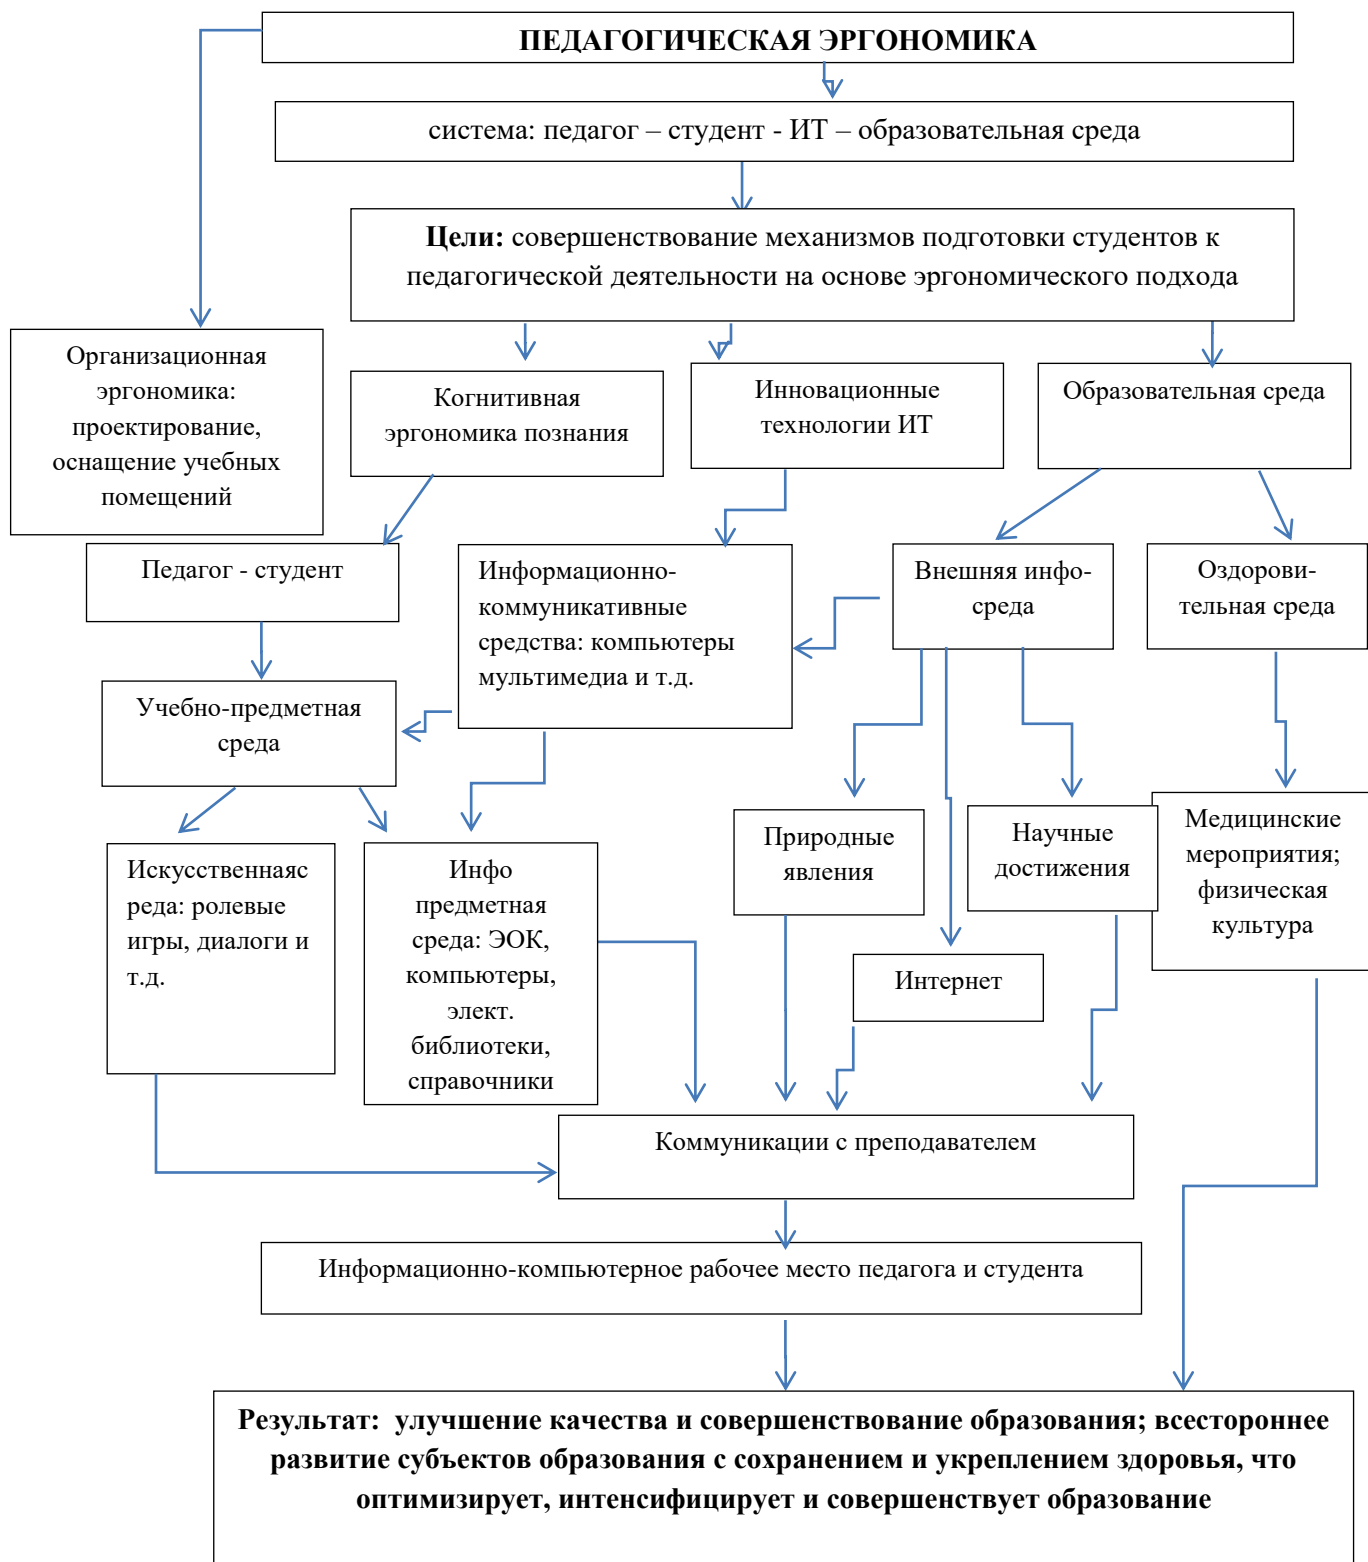 ПЕДАГОГИЧЕСКАЯ ЭРГОНОМИКА
система: педагог – студент - ИТ – образовательная среда
Цели: совершенствование механизмов подготовки студентов к
педагогической деятельности на основе эргономического подхода
Организационная
эргономика:
проектирование,
оснащение учебных
помещений
Когнитивная
эргономика познания
Инновационные
технологии ИТ
Образовательная среда
Педагог - студент
Информационно-
коммуникативные
средства: компьютеры
мультимедиа и т.д.
Внешняя инфо-
среда
Оздорови-
тельная среда
Учебно-предметная
среда
Искусственнаяс
реда: ролевые
игры, диалоги и
т.д.
Инфо
предметная
среда: ЭОК,
компьютеры,
элект.
библиотеки,
справочники
Природные
явления
Научные
достижения
Медицинские
мероприятия;
физическая
культура
Интернет
Коммуникации с преподавателем
Информационно-компьютерное рабочее место педагога и студента
Результат:  улучшение качества и совершенствование образования; всестороннее
развитие субъектов образования с сохранением и укреплением здоровья, что
оптимизирует, интенсифицирует и совершенствует образование